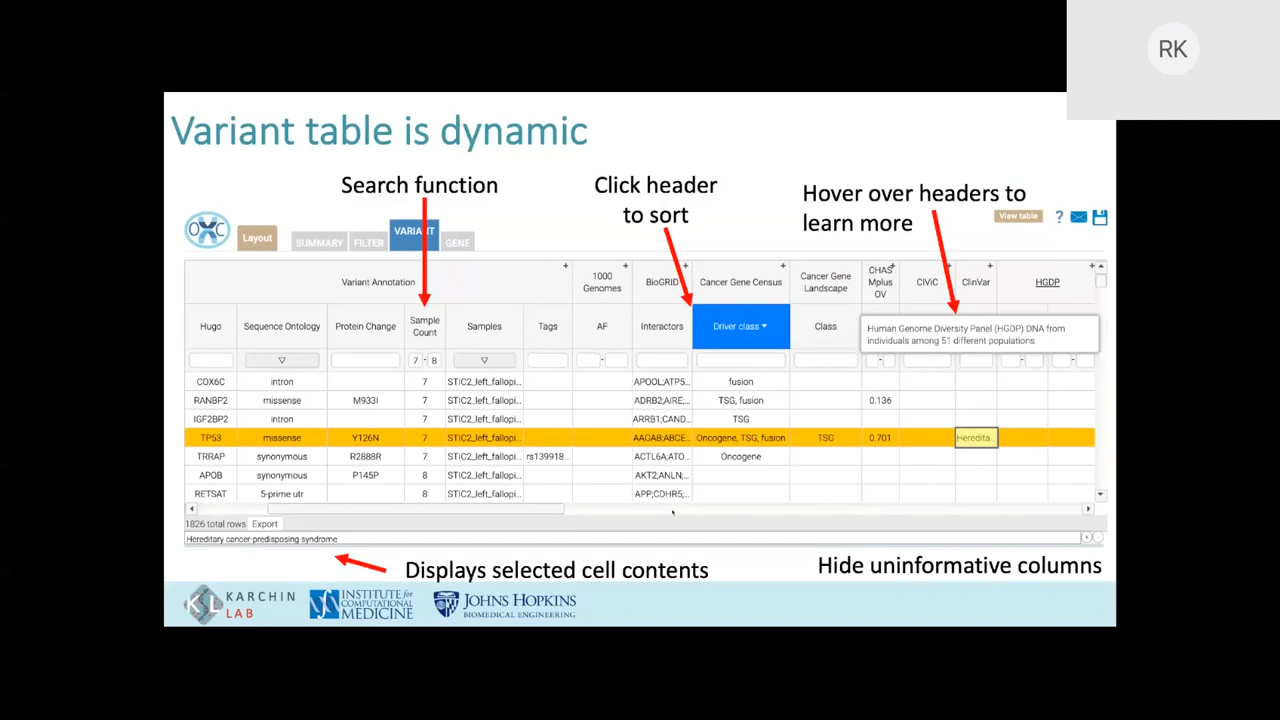 RK
Variant table is dynamic
Search function
Click header
to sort
Hover over headers to
learn more
OXC
Layout
SUMMARY
FILTER
VARIANT
GENE
View table
?
Variant Annotation
1000
Genomes
BioGRID
Cancer Gene Census
Cancer Gene
Landscape
CHAS
Mplus
OV
CIViC
ClinVar
HGDP
Hugo
Sequence Ontology
Protein Change
Sample
Count
Samples
Tags
AF
Interactors
Driver class
Class
Human Genome Diversity Panel (HGDP) DNA from
individuals among 51 different populations.
7 - 8
COX6C intron 7 STIC2_left_fallopi... APOOL;ATP5... fusion
RANBP2 missense M933I 7 STIC2_left_fallopi... ADRB2;AIRE;... TSG, fusion 0.136
IGF2BP2 intron 7 STIC2_left_fallopi... ARRB1;CAND... TSG
TP53 missense Y126N 7 STIC2_left_fallopi... AAGAB;ABCE... Oncogene, TSG, fusion TSG 0.701 Heredita...
TRRAP synonymous R2888R 7 STIC2_left_fallopi... rs139918... ACTL6A;ATO... Oncogene
APOB synonymous P145P 8 STIC2_left_fallopi... AKT2;ANLN;...
RETSAT 5-prime utr 8 STIC2_left_fallopi... APP;CDHR5;...
1826 total rows Export
Hereditary cancer-predisposing syndrome
Displays selected cell contents
Hide uninformative columns
KSL
KARCHIN
LAB
INSTITUTE for
COMPUTATIONAL
MEDICINE
JOHNS HOPKINS
BIOMEDICAL ENGINEERING